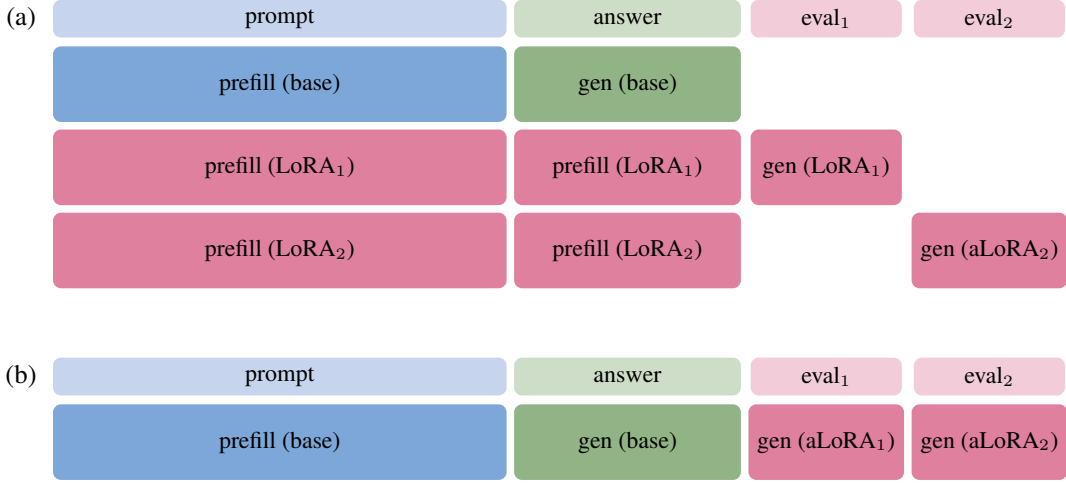 (a) prompt answer eval₁ eval₂
prefill (base) gen (base)
prefill (LoRA₁) prefill (LoRA₁) gen (LoRA₁)
prefill (LoRA₂) prefill (LoRA₂) gen (aLoRA₂)
(b) prompt answer eval₁ eval₂
prefill (base) gen (base) gen (aLoRA₁) gen (aLoRA₂)